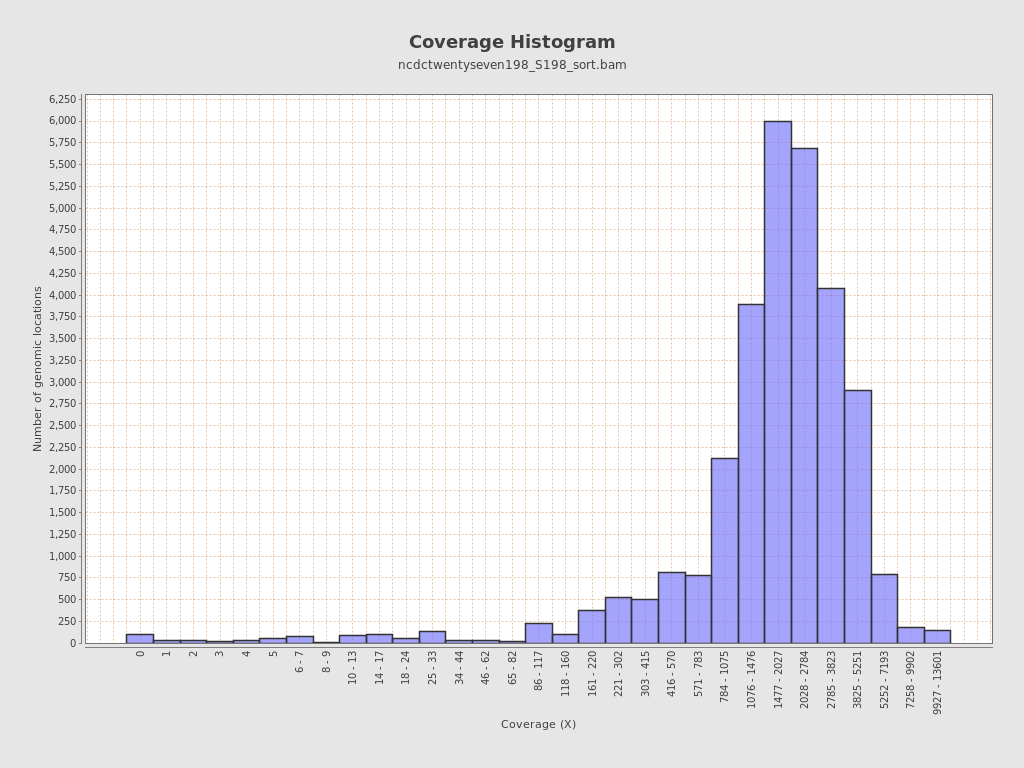 Coverage Histogram
ncdctwentyseven198_S198_sort.bam
Number of genomic locations
6,250
6,000
5,750
5,500
5,250
5,000
4,750
4,500
4,250
4,000
3,750
3,500
3,250
3,000
2,750
2,500
2,250
2,000
1,750
1,500
1,250
1,000
750
500
250
0
0
1
2
3
4
5
6 - 7
8 - 9
10 - 13
14 - 17
18 - 24
25 - 33
34 - 44
46 - 62
65 - 82
86 - 117
118 - 160
161 - 220
221 - 302
303 - 415
416 - 570
571 - 783
784 - 1075
1076 - 1476
1477 - 2027
2028 - 2784
2785 - 3823
3825 - 5251
5252 - 7193
7258 - 9902
9927 - 13601
Coverage (X)